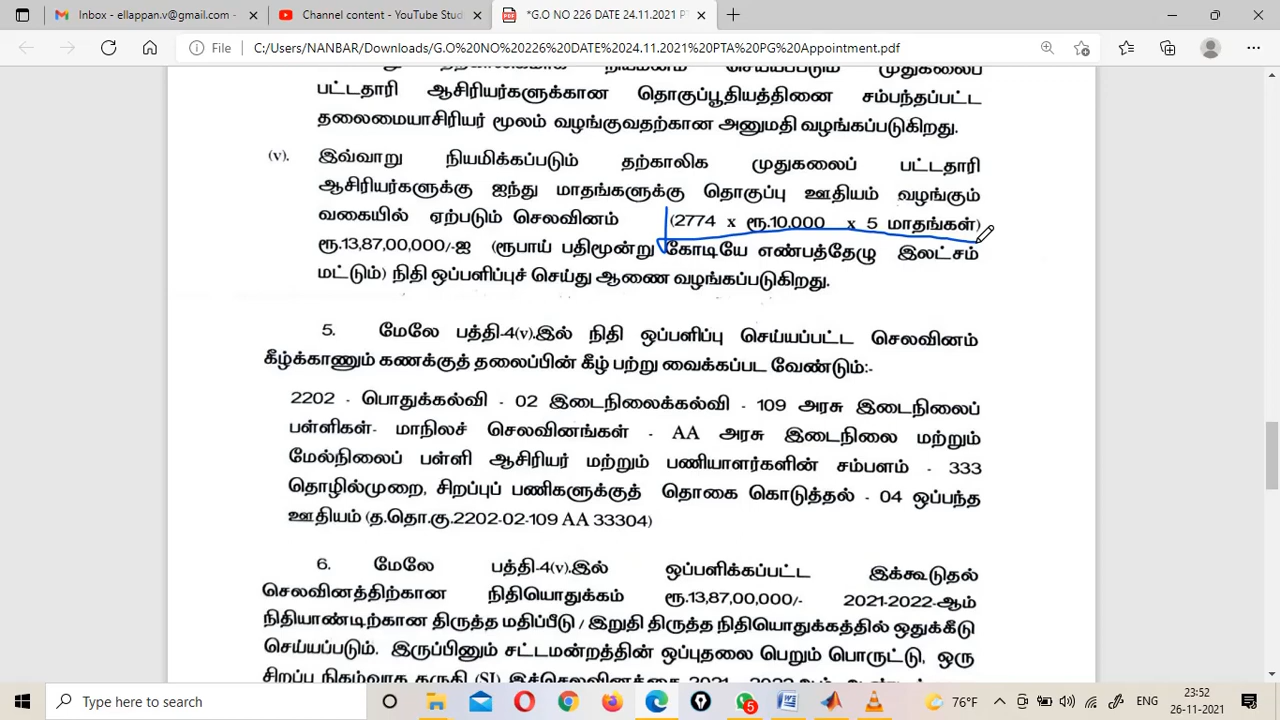 M Inbox - ellappan.v@gmail.com
Channel content - YouTube Studio
*G.O NO 226 DATE 24.11.2021 P
File C:/Users/NANBAR/Downloads/G.O%20NO%20226%20DATE%2024.11.2021%20PTA%20PG%20Appointment.pdf
பட்டதாரி ஆசிரியர்களுக்கான தொகுப்பூதியத்தினை சம்பந்தப்பட்ட
தலைமையாசிரியர் மூலம் வழங்குவதற்கான அனுமதி வழங்கப்படுகிறது.
(v). இவ்வாறு நியமிக்கப்படும் தற்காலிக முதுகலைப் பட்டதாரி
ஆசிரியர்களுக்கு ஐந்து மாதங்களுக்கு தொகுப்பு ஊதியம் வழங்கும்
வகையில் ஏற்படும் செலவினம் (2774 x ரூ.10,000 x 5 மாதங்கள்)
ரூ.13,87,00,000/-ஐ (ரூபாய் பதிமூன்று கோடியே எண்பத்தேழு இலட்சம்
மட்டும்) நிதி ஒப்பளிப்புச் செய்து ஆணை வழங்கப்படுகிறது.
5. மேலே பத்தி-4(v).இல் நிதி ஒப்பளிப்பு செய்யப்பட்ட செலவினம்
கீழ்க்காணும் கணக்குத் தலைப்பின் கீழ் பற்று வைக்கப்பட வேண்டும்:-
2202 - பொதுக்கல்வி - 02 இடைநிலைக்கல்வி - 109 அரசு இடைநிலைப்
பள்ளிகள்- மாநிலச் செலவினங்கள் - AA அரசு இடைநிலை மற்றும்
மேல்நிலைப் பள்ளி ஆசிரியர் மற்றும் பணியாளர்களின் சம்பளம் - 333
தொழில்முறை, சிறப்புப் பணிகளுக்குத் தொகை கொடுத்தல் - 04 ஒப்பந்த
ஊதியம் (த.தொ.கு.2202-02-109 AA 33304)
6. மேலே பத்தி-4(v).இல் ஒப்பளிக்கப்பட்ட இக்கூடுதல்
செலவினத்திற்கான நிதியொதுக்கம் ரூ.13,87,00,000/- 2021-2022-ஆம்
நிதியாண்டிற்கான திருத்த மதிப்பீடு / இறுதி திருத்த நிதியொதுக்கத்தில் ஒதுக்கீடு
செய்யப்படும். இருப்பினும் சட்டமன்றத்தின் ஒப்புதலை பெறும் பொருட்டு, ஒரு
Type here to search
5
76°F
ENG
23:52
26-11-2021